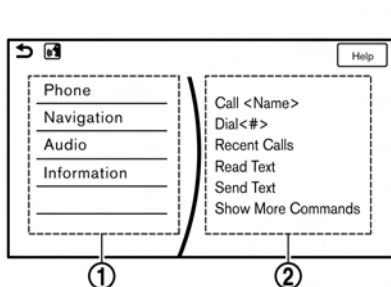 Help
Phone
Navigation
Audio
Information
Call <Name>
Dial<#>
Recent Calls
Read Text
Send Text
Show More Commands
1
2